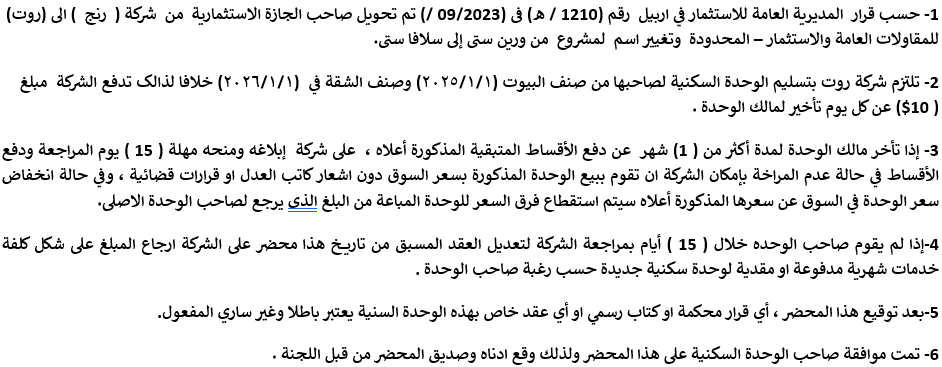 1- حسب قرار المديرية العامة للاستثمار في اربيل رقم (1210 / هـ) فى (09/2023 /) تم تحويل صاحب الجازة الاستثمارية من شركة ( رنج ) الى (روت)
للمقاولات العامة والاستثمار – المحدودة وتغيير اسم لمشروع من ورين ستى إلى سلافا ستى.
2- تلتزم شركة روت بتسليم الوحدة السكنية لصاحبها من صنف البيوت (٢٠٢٥/١/١) وصنف الشقة في (٢٠٢٦/١/١) خلافا لذالک تدفع الشركة مبلغ
( 10$) عن كل يوم تأخير لمالك الوحدة .
3- إذا تأخر مالك الوحدة لمدة أكثر من ( 1) شهر عن دفع الأقساط المتبقية المذكورة أعلاه ، على شركة إبلاغه ومنحه مهلة ( 15 ) يوم المراجعة ودفع
الأقساط في حالة عدم المراخة بإمكان الشركة ان تقوم ببيع الوحدة المذكورة بسعر السوق دون اشعار كاتب العدل او قرارات قضائية ، وفي حالة انخفاض
سعر الوحدة في السوق عن سعرها المذكورة أعلاه سيتم استقطاع فرق السعر للوحدة المباعة من البلغ الذى يرجع لصاحب الوحدة الاصلى.
4-إذا لم يقوم صاحب الوحده خلال ( 15 ) أيام بمراجعة الشركة لتعديل العقد المسبق من تاريخ هذا محضر على الشركة ارجاع المبلغ على شكل كلفة
خدمات شهرية مدفوعة او مقدية لوحدة سكنية جديدة حسب رغبة صاحب الوحدة .
5-بعد توقيع هذا المحضر ، أي قرار محكمة او كتاب رسمي او أي عقد خاص بهذه الوحدة السنية يعتبر باطلا وغير ساري المفعول.
6- تمت موافقة صاحب الوحدة السكنية على هذا المحضر ولذلك وقع ادناه وصديق المحضر من قبل اللجنة .